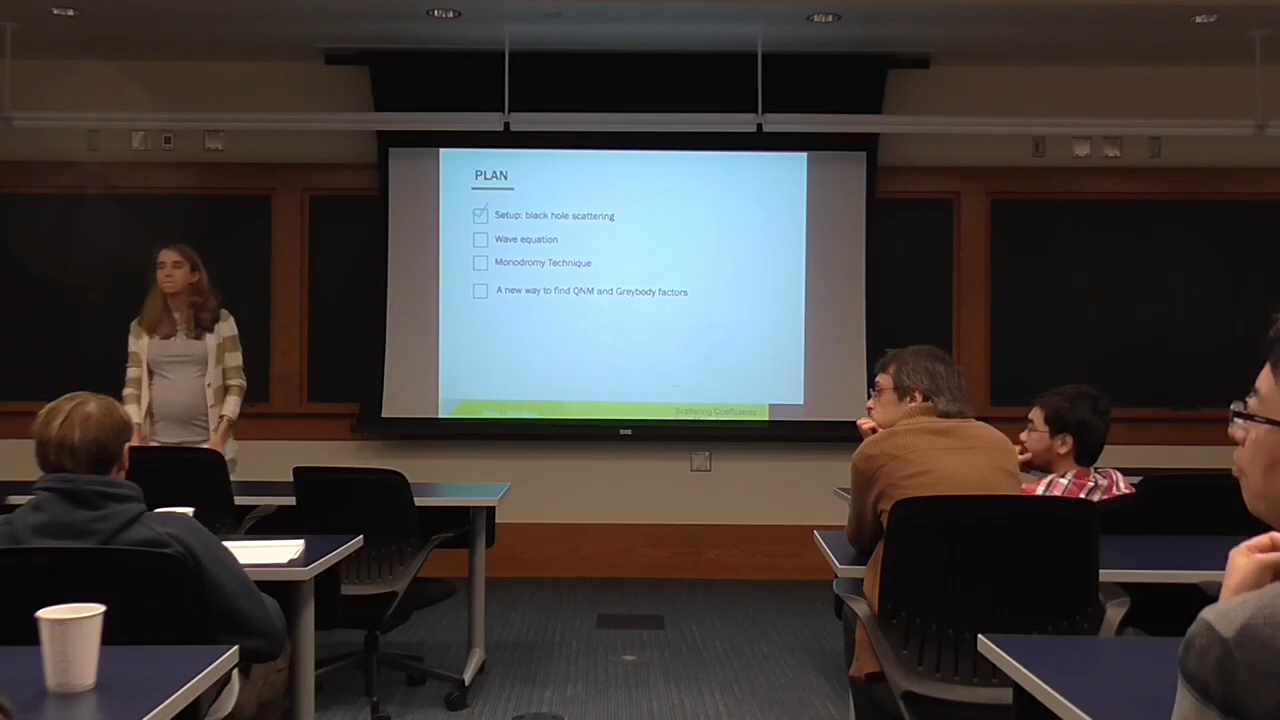 PLAN
Setup: black hole scattering
Wave equation
Monodromy Technique
A new way to find QNM and Greybody factors
Scattering Coefficients